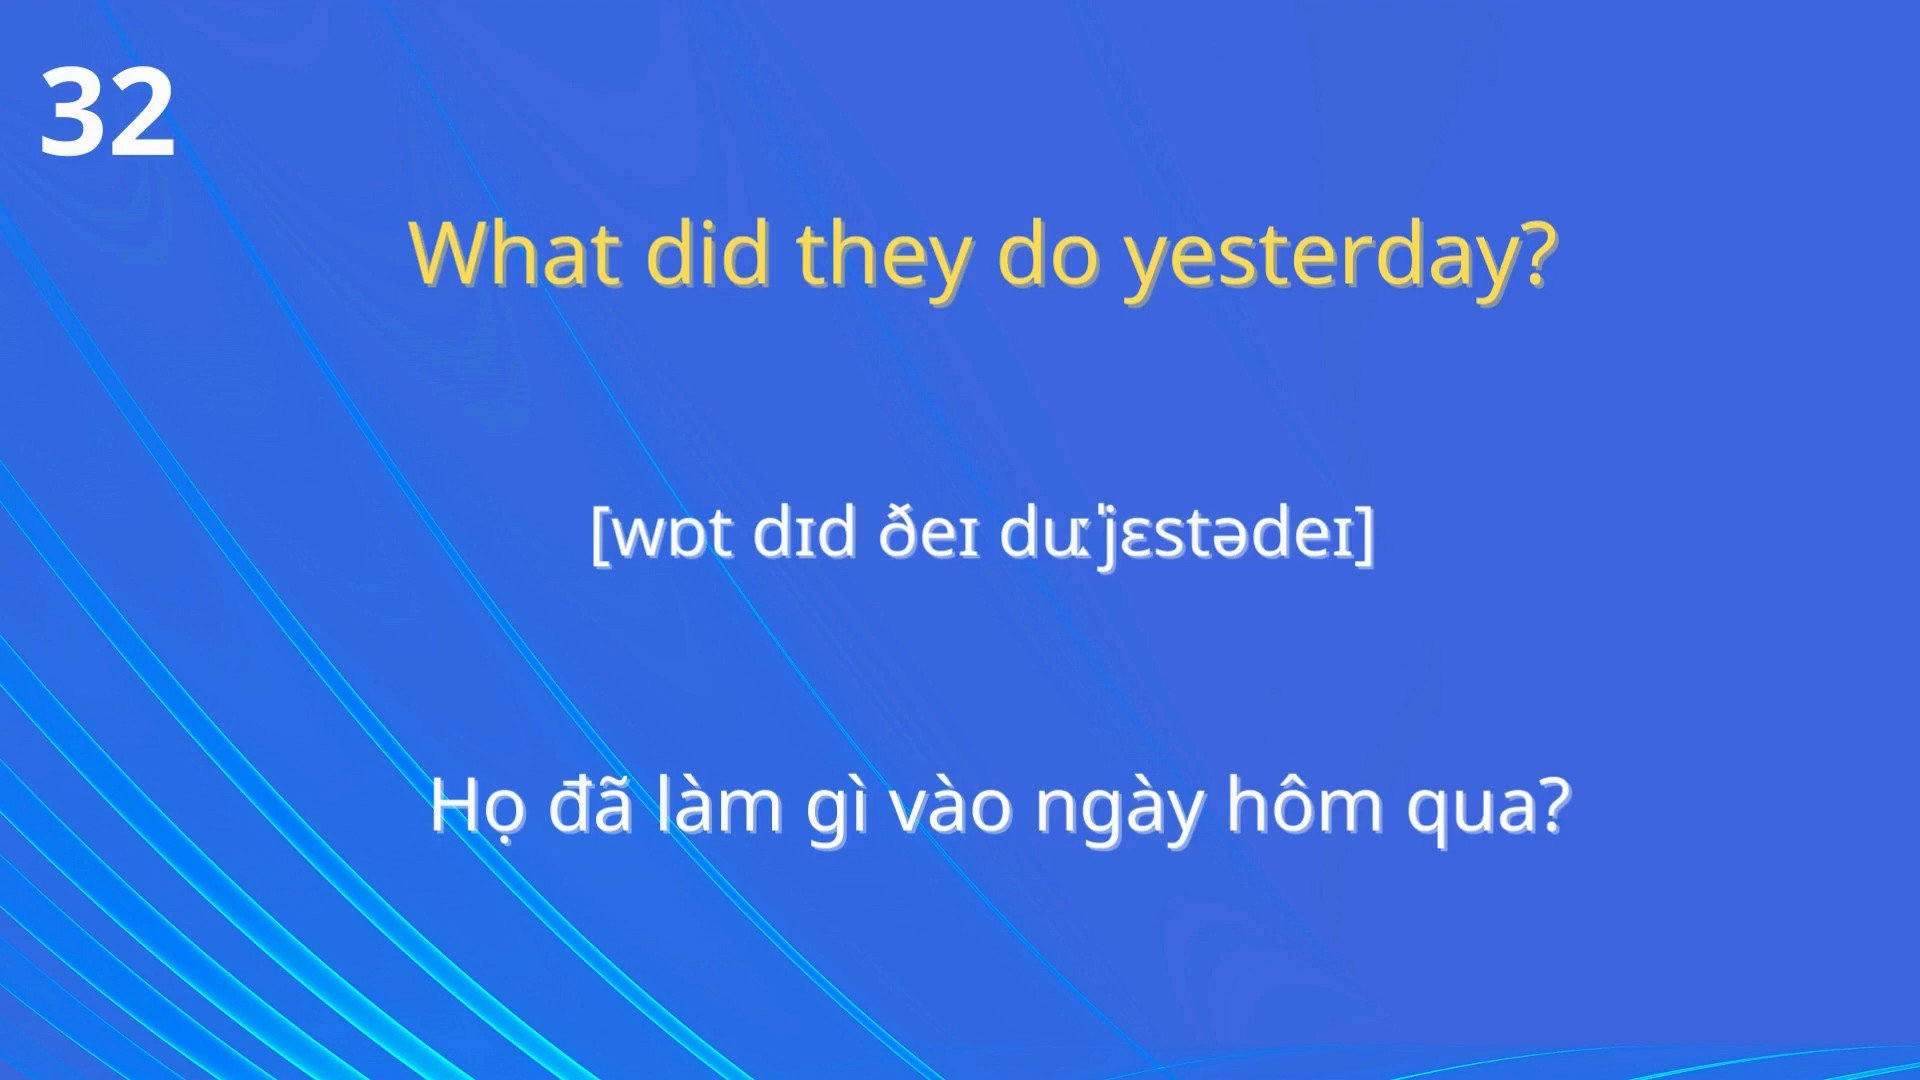 32
What did they do yesterday?
[wɒt dɪd ðeɪ duː ˈjɛstədeɪ]
Họ đã làm gì vào ngày hôm qua?